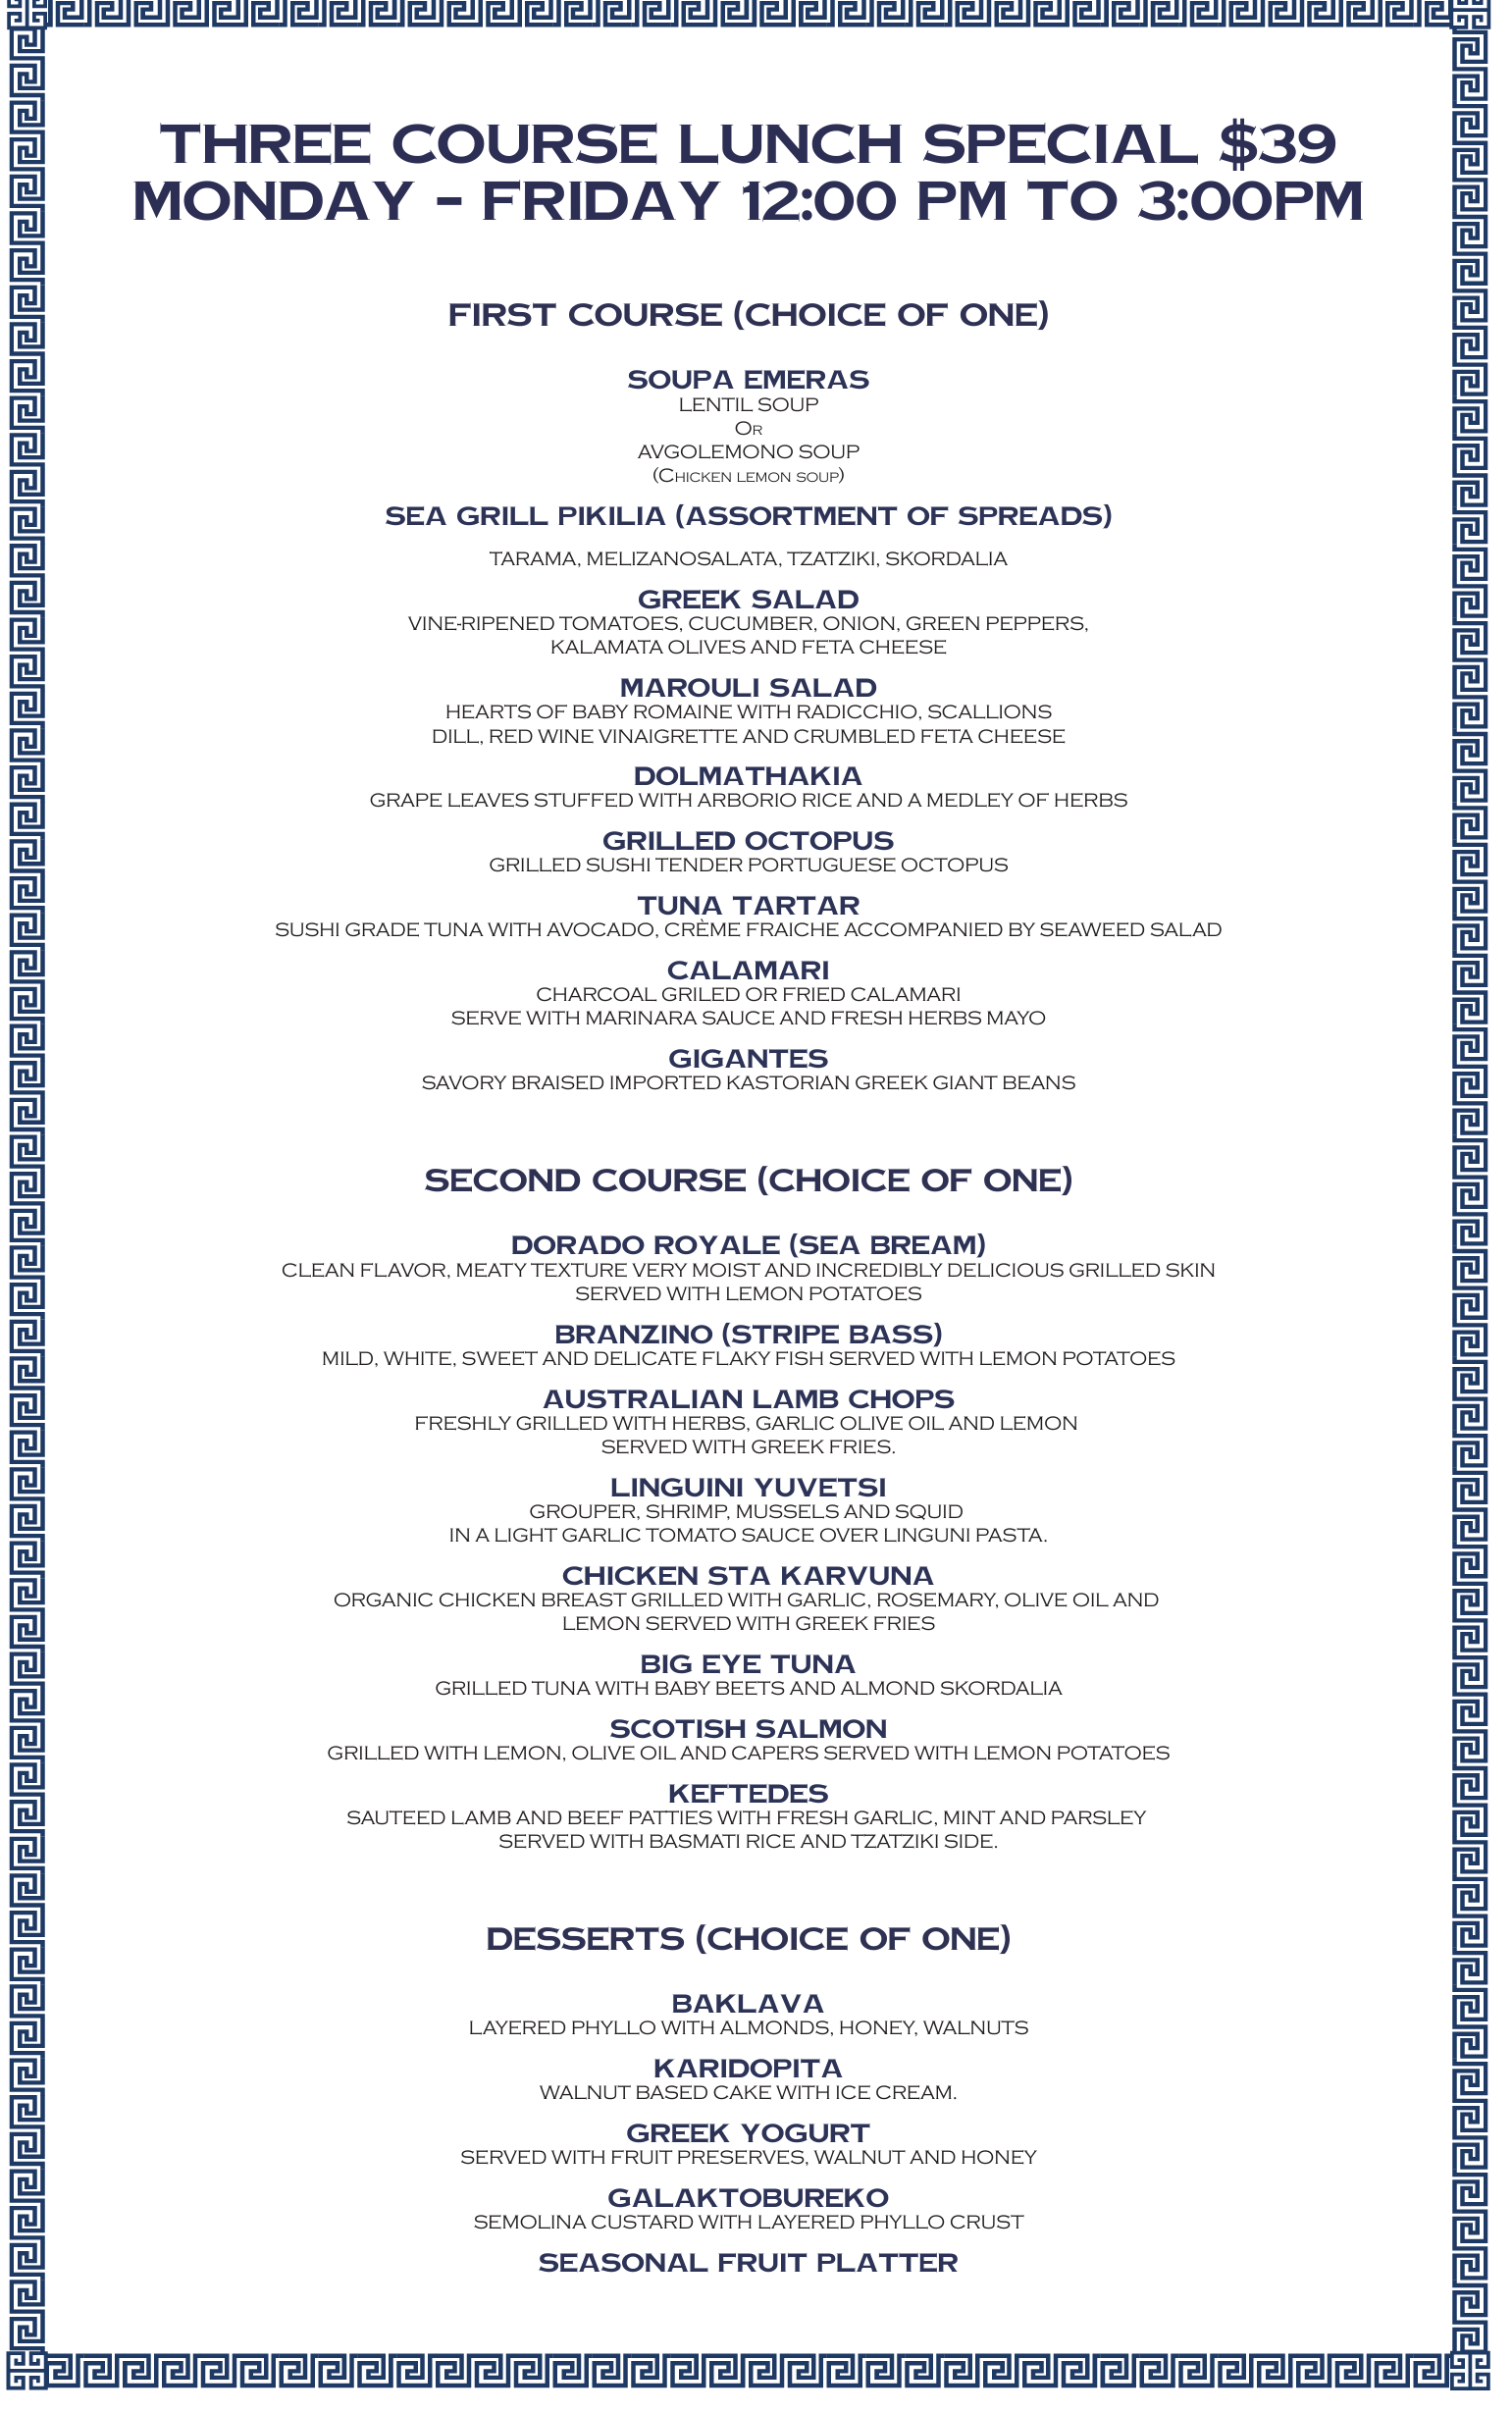 THREE COURSE LUNCH SPECIAL $39
MONDAY - FRIDAY 12:00 PM TO 3:00PM
FIRST COURSE (CHOICE OF ONE)
SOUPA EMERAS
LENTIL SOUP
OR
AVGOLEMONO SOUP
(CHICKEN LEMON SOUP)
SEA GRILL PIKILIA (ASSORTMENT OF SPREADS)
TARAMA, MELIZANOSALATA, TZATZIKI, SKORDALIA
GREEK SALAD
VINE-RIPENED TOMATOES, CUCUMBER, ONION, GREEN PEPPERS,
KALAMATA OLIVES AND FETA CHEESE
MAROULI SALAD
HEARTS OF BABY ROMAINE WITH RADICCHIO, SCALLIONS
DILL, RED WINE VINAIGRETTE AND CRUMBLED FETA CHEESE
DOLMATHAKIA
GRAPE LEAVES STUFFED WITH ARBORIO RICE AND A MEDLEY OF HERBS
GRILLED OCTOPUS
GRILLED SUSHI TENDER PORTUGUESE OCTOPUS
TUNA TARTAR
SUSHI GRADE TUNA WITH AVOCADO, CRÈME FRAICHE ACCOMPANIED BY SEAWEED SALAD
CALAMARI
CHARCOAL GRILED OR FRIED CALAMARI
SERVE WITH MARINARA SAUCE AND FRESH HERBS MAYO
GIGANTES
SAVORY BRAISED IMPORTED KASTORIAN GREEK GIANT BEANS
SECOND COURSE (CHOICE OF ONE)
DORADO ROYALE (SEA BREAM)
CLEAN FLAVOR, MEATY TEXTURE VERY MOIST AND INCREDIBLY DELICIOUS GRILLED SKIN
SERVED WITH LEMON POTATOES
BRANZINO (STRIPE BASS)
MILD, WHITE, SWEET AND DELICATE FLAKY FISH SERVED WITH LEMON POTATOES
AUSTRALIAN LAMB CHOPS
FRESHLY GRILLED WITH HERBS, GARLIC OLIVE OIL AND LEMON
SERVED WITH GREEK FRIES.
LINGUINI YUVETSI
GROUPER, SHRIMP, MUSSELS AND SQUID
IN A LIGHT GARLIC TOMATO SAUCE OVER LINGUNI PASTA.
CHICKEN STA KARVUNA
ORGANIC CHICKEN BREAST GRILLED WITH GARLIC, ROSEMARY, OLIVE OIL AND
LEMON SERVED WITH GREEK FRIES
BIG EYE TUNA
GRILLED TUNA WITH BABY BEETS AND ALMOND SKORDALIA
SCOTISH SALMON
GRILLED WITH LEMON, OLIVE OIL AND CAPERS SERVED WITH LEMON POTATOES
KEFTEDES
SAUTEED LAMB AND BEEF PATTIES WITH FRESH GARLIC, MINT AND PARSLEY
SERVED WITH BASMATI RICE AND TZATZIKI SIDE.
DESSERTS (CHOICE OF ONE)
BAKLAVA
LAYERED PHYLLO WITH ALMONDS, HONEY, WALNUTS
KARIDOPITA
WALNUT BASED CAKE WITH ICE CREAM.
GREEK YOGURT
SERVED WITH FRUIT PRESERVES, WALNUT AND HONEY
GALAKTOBUREKO
SEMOLINA CUSTARD WITH LAYERED PHYLLO CRUST
SEASONAL FRUIT PLATTER